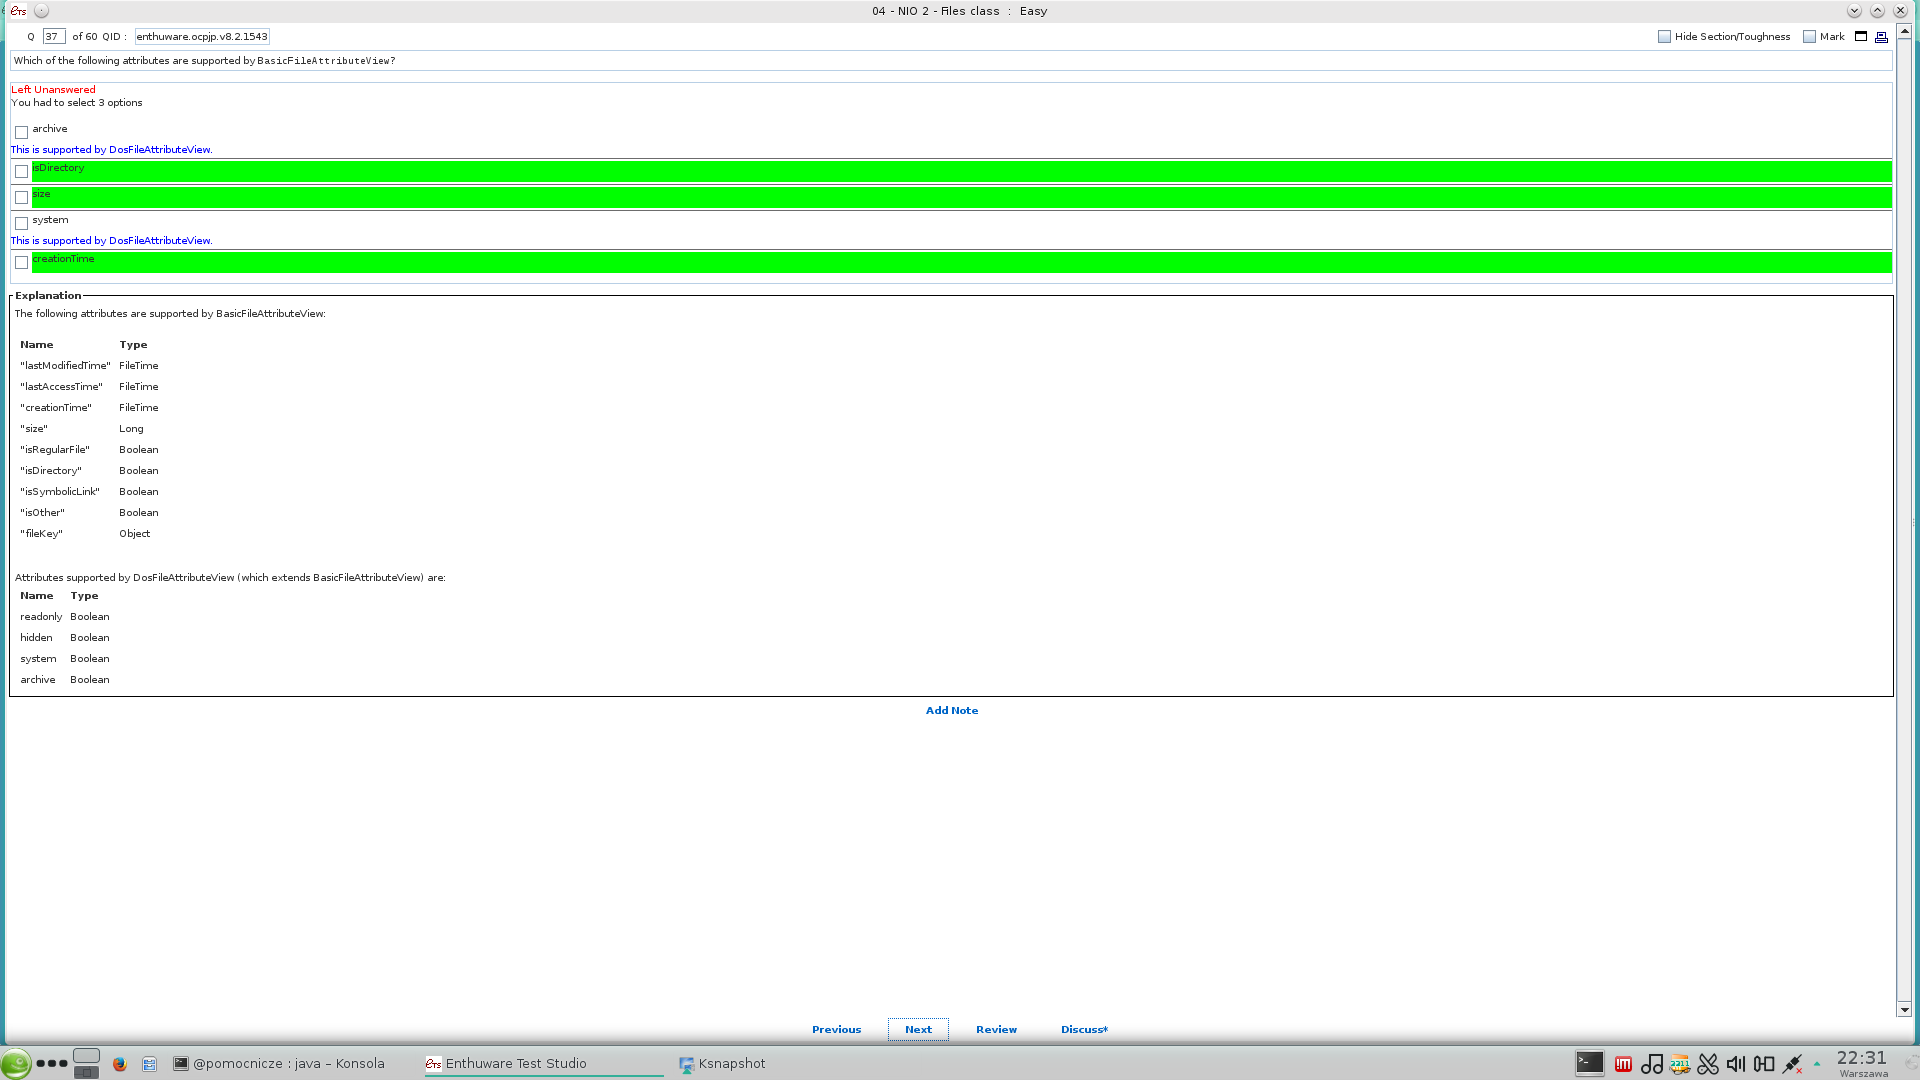 ETS
04 - NIO 2 - Files class : Easy
Q 37 of 60 QID : enthuware.ocpjp.v8.2.1543
Hide Section/Toughness Mark
Which of the following attributes are supported by BasicFileAttributeView?
Left Unanswered
You had to select 3 options
archive
This is supported by DosFileAttributeView.
isDirectory
size
system
This is supported by DosFileAttributeView.
creationTime
Explanation
The following attributes are supported by BasicFileAttributeView:
Name Type
"lastModifiedTime" FileTime
"lastAccessTime" FileTime
"creationTime" FileTime
"size" Long
"isRegularFile" Boolean
"isDirectory" Boolean
"isSymbolicLink" Boolean
"isOther" Boolean
"fileKey" Object
Attributes supported by DosFileAttributeView (which extends BasicFileAttributeView) are:
Name Type
readonly Boolean
hidden Boolean
system Boolean
archive Boolean
Add Note
Previous Next Review Discuss*
@pomocnicze : java – Konsola ETS Enthuware Test Studio Ksnapshot
22:31
Warszawa